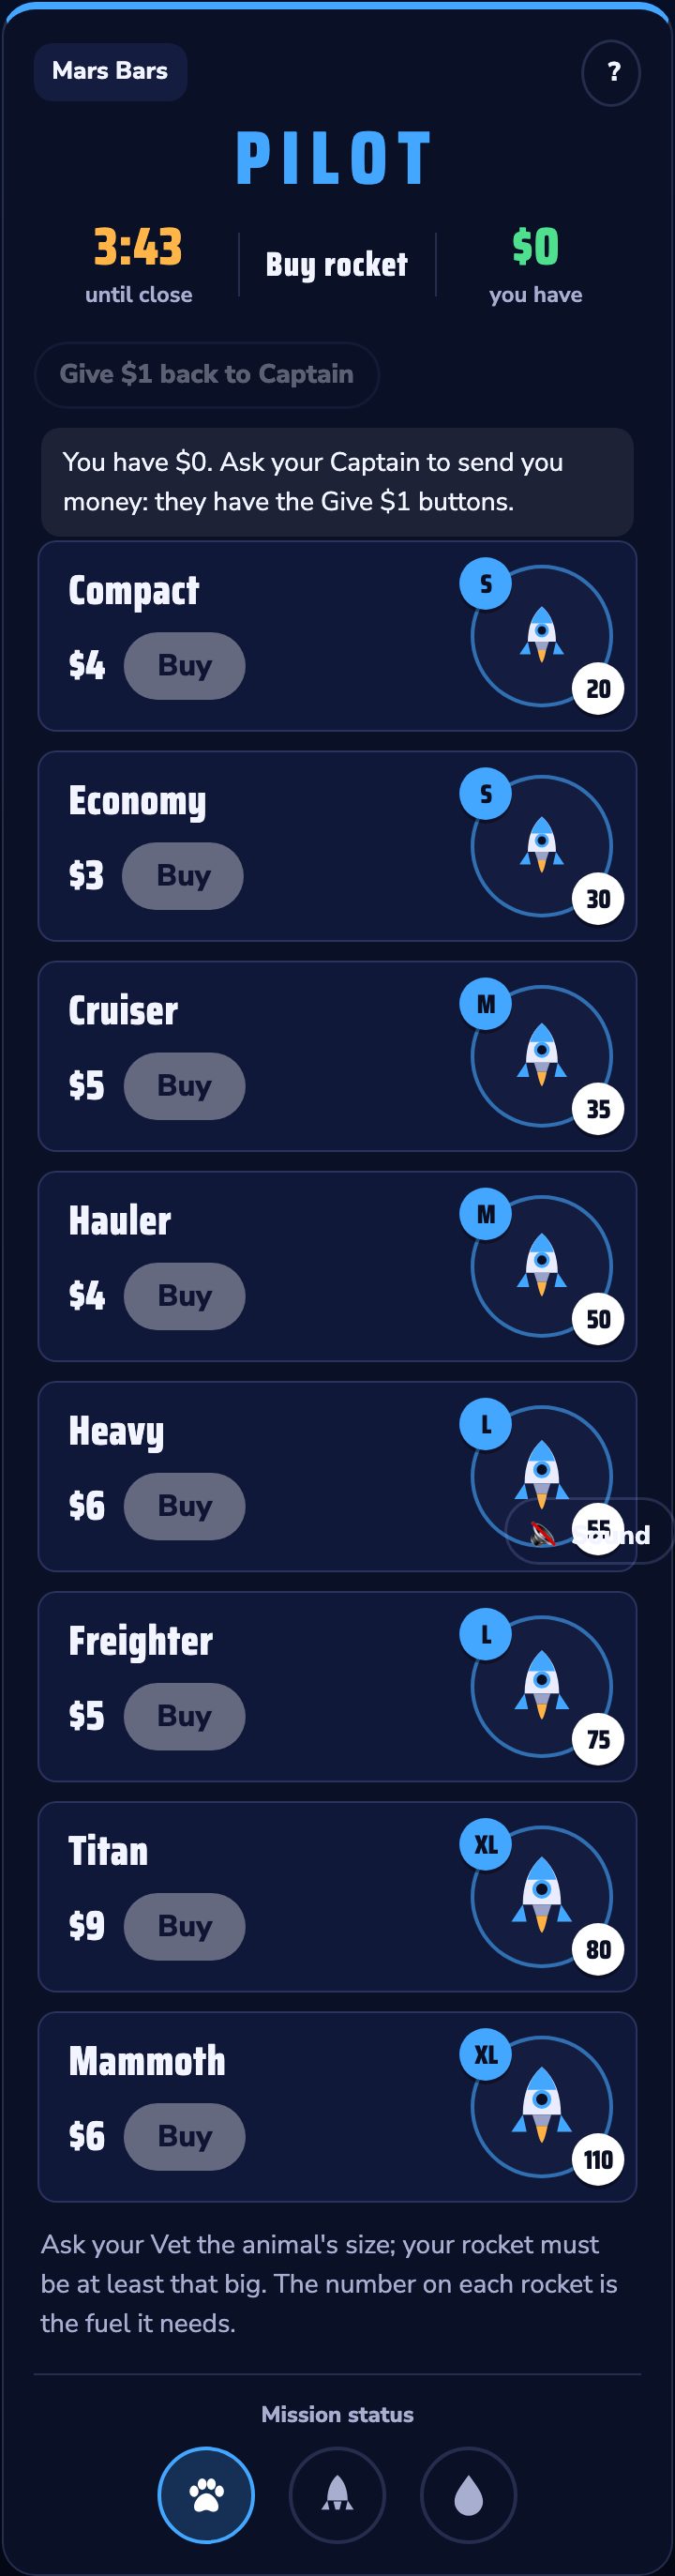 Mars Bars
?
PILOT
3:43
until close
Buy rocket
$0
you have
Give $1 back to Captain
You have $0. Ask your Captain to send you
money: they have the Give $1 buttons.
Compact
$4 Buy
S
20
Economy
$3 Buy
S
30
Cruiser
$5 Buy
M
35
Hauler
$4 Buy
M
50
Heavy
$6 Buy
L
55
Sound
Freighter
$5 Buy
L
75
Titan
$9 Buy
XL
80
Mammoth
$6 Buy
XL
110
Ask your Vet the animal's size; your rocket must
be at least that big. The number on each rocket is
the fuel it needs.
Mission status